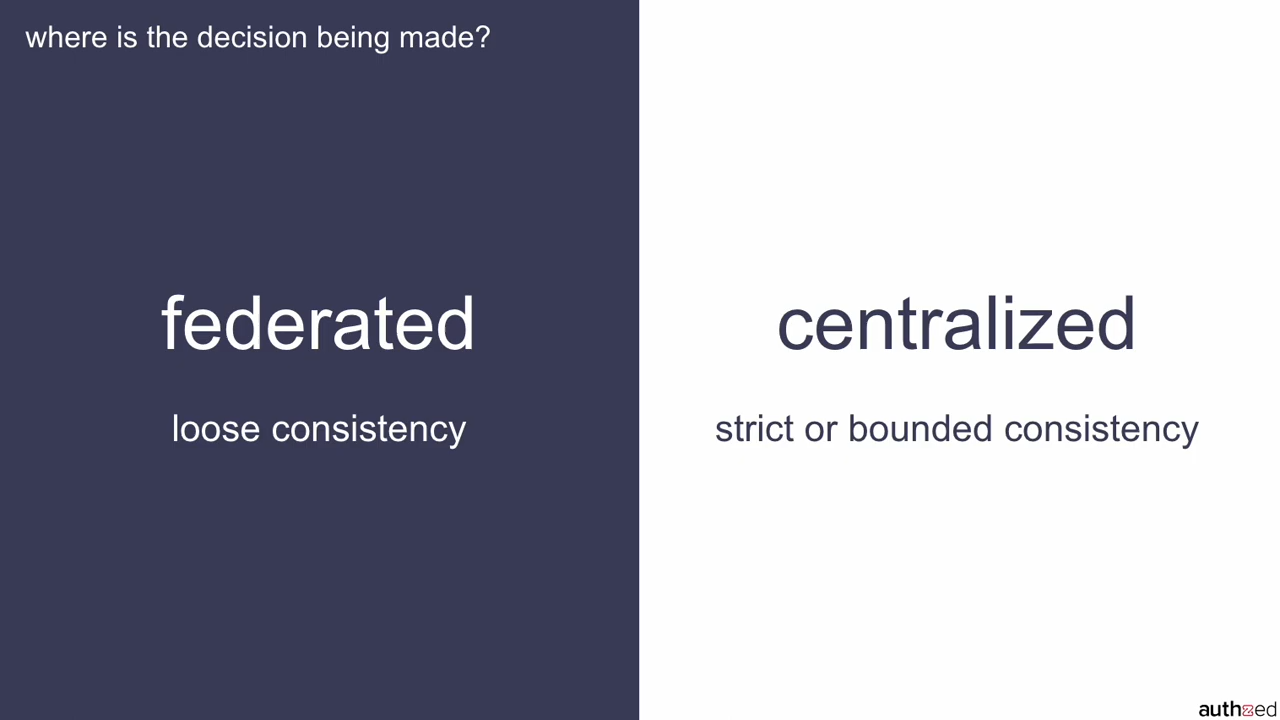 where is the decision being made?
federated
loose consistency
centralized
strict or bounded consistency
authzed